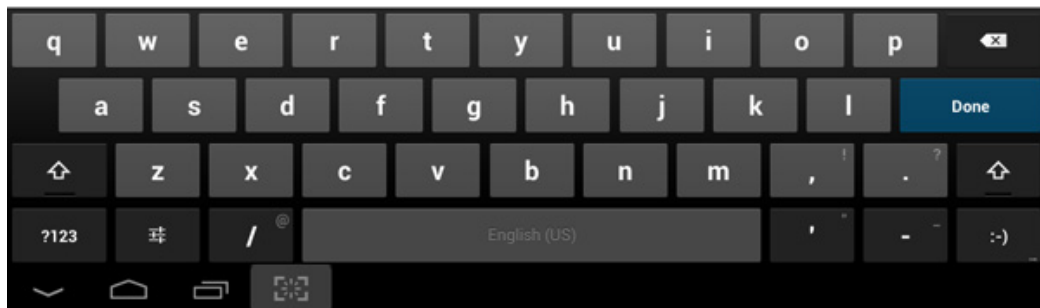 q w e r t y u i o p
a s d f g h j k l Done
z x c v b n m , ! . ?
?123 / @ English (US) ' " - _ :-)